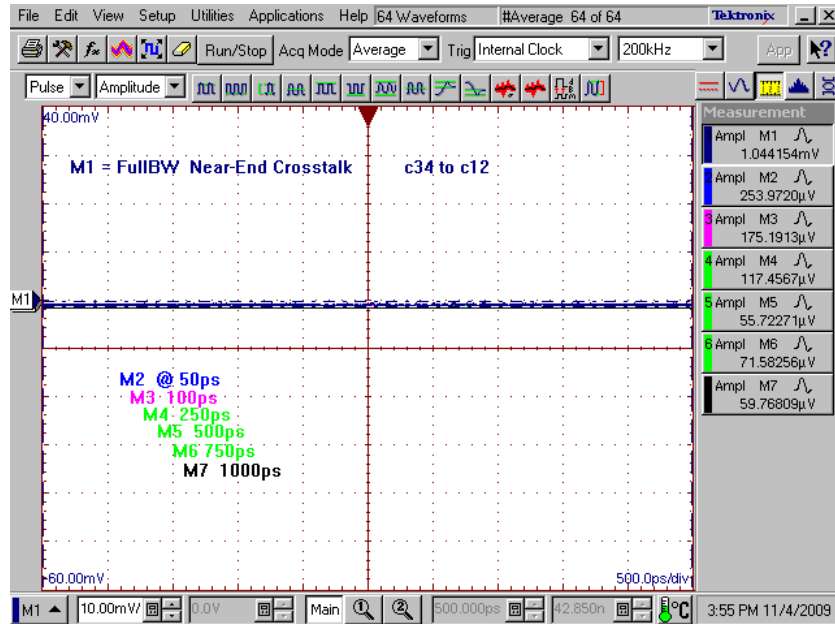 File Edit View Setup Utilities Applications Help 64 Waveforms #Average 64 of 64 Tektronix
Run/Stop Acq Mode Average Trig Internal Clock 200kHz App
Pulse Amplitude
40.00mV
M1 = FullBW Near-End Crosstalk c34 to c12
M1
M2 @ 50ps
M3 100ps
M4 250ps
M5 500ps
M6 750ps
M7 1000ps
-60.00mV 500.0ps/div
Measurement
Ampl M1
1.044154mV
2 Ampl M2
253.9720µV
3 Ampl M3
175.1913µV
4 Ampl M4
117.4567µV
5 Ampl M5
55.72271µV
6 Ampl M6
71.58256µV
Ampl M7
59.76809µV
M1 10.00mV/ 0.0V Main 1 2 500.000ps 42.850n °C 3:55 PM 11/4/2009